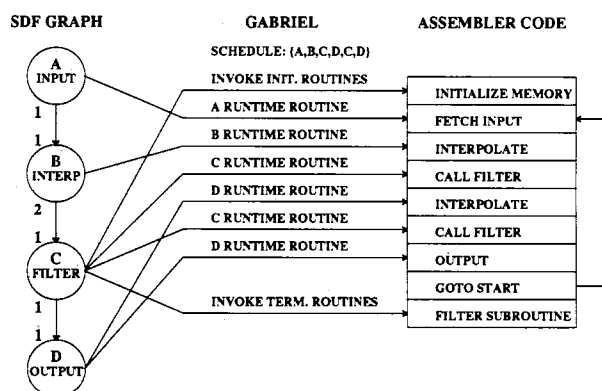 SDF GRAPH GABRIEL ASSEMBLER CODE
SCHEDULE: {A,B,C,D,C,D}
A
INPUT
1
1
B
INTERP
2
1
C
FILTER
1
1
D
OUTPUT
INVOKE INIT. ROUTINES
A RUNTIME ROUTINE
B RUNTIME ROUTINE
C RUNTIME ROUTINE
D RUNTIME ROUTINE
C RUNTIME ROUTINE
D RUNTIME ROUTINE
INVOKE TERM. ROUTINES
INITIALIZE MEMORY
FETCH INPUT
INTERPOLATE
CALL FILTER
INTERPOLATE
CALL FILTER
OUTPUT
GOTO START
FILTER SUBROUTINE